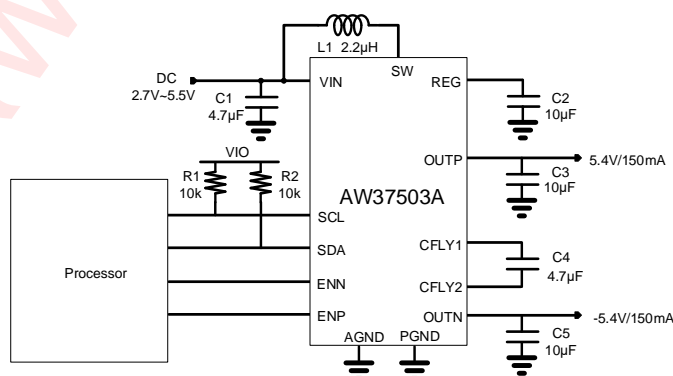 L1 2.2µH
DC
2.7V~5.5V
C1
4.7µF
VIN
SW
REG
C2
10µF
VIO
R1
10k
R2
10k
OUTP
5.4V/150mA
C3
10µF
AW37503A
SCL
SDA
ENN
ENP
Processor
CFLY1
CFLY2
C4
4.7µF
OUTN
-5.4V/150mA
C5
10µF
AGND
PGND